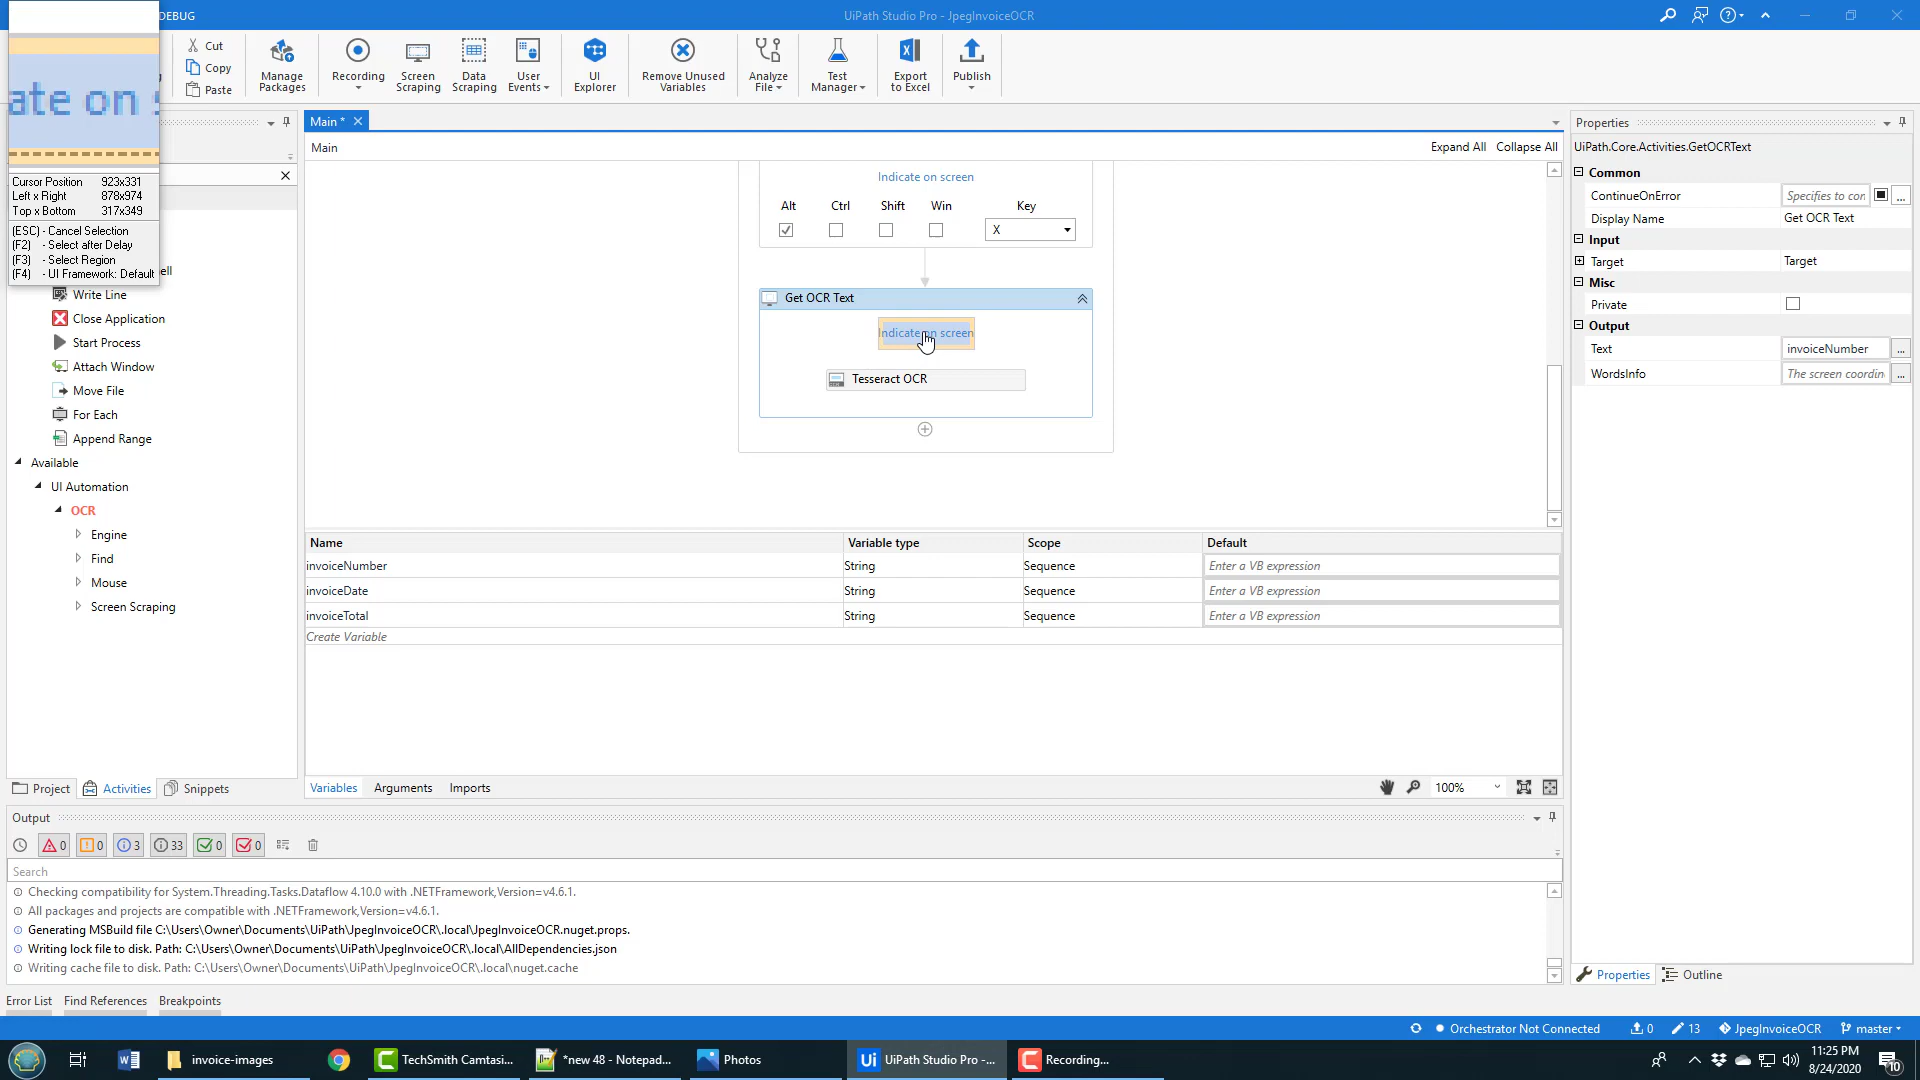 DEBUG
UiPath Studio Pro - JpegInvoiceOCR
Cut
Copy
Paste
Manage Packages
Recording
Screen Scraping
Data Scraping
User Events
UI Explorer
Remove Unused Variables
Analyze File
Test Manager
Export to Excel
Publish
ate on s
Cursor Position 923x331
Left x Right 878x974
Top x Bottom 317x349
(ESC) - Cancel Selection
(F2) - Select after Delay
(F3) - Select Region
(F4) - UI Framework: Default
ell
Write Line
Close Application
Start Process
Attach Window
Move File
For Each
Append Range
Available
UI Automation
OCR
Engine
Find
Mouse
Screen Scraping
Project
Activities
Snippets
Main *
Main
Expand All
Collapse All
Indicate on screen
Alt Ctrl Shift Win Key
X
Get OCR Text
Indicate on screen
Tesseract OCR
Name Variable type Scope Default
invoiceNumber String Sequence Enter a VB expression
invoiceDate String Sequence Enter a VB expression
invoiceTotal String Sequence Enter a VB expression
Create Variable
Variables
Arguments
Imports
100%
Properties
UiPath.Core.Activities.GetOCRText
Common
ContinueOnError Specifies to con ...
Display Name Get OCR Text
Input
Target Target
Misc
Private
Output
Text invoiceNumber ...
WordsInfo The screen coordin ...
Properties
Outline
Output
0 0 3 33 0 0
Search
Checking compatibility for System.Threading.Tasks.Dataflow 4.10.0 with .NETFramework,Version=v4.6.1.
All packages and projects are compatible with .NETFramework,Version=v4.6.1.
Generating MSBuild file C:\Users\Owner\Documents\UiPath\JpegInvoiceOCR\.local\JpegInvoiceOCR.nuget.props.
Writing lock file to disk. Path: C:\Users\Owner\Documents\UiPath\JpegInvoiceOCR\.local\AllDependencies.json
Writing cache file to disk. Path: C:\Users\Owner\Documents\UiPath\JpegInvoiceOCR\.local\nuget.cache
Error List
Find References
Breakpoints
Orchestrator Not Connected
0
13
JpegInvoiceOCR
master
invoice-images
TechSmith Camtasi...
*new 48 - Notepad...
Photos
Ui
UiPath Studio Pro -...
Recording...
11:25 PM
8/24/2020
10